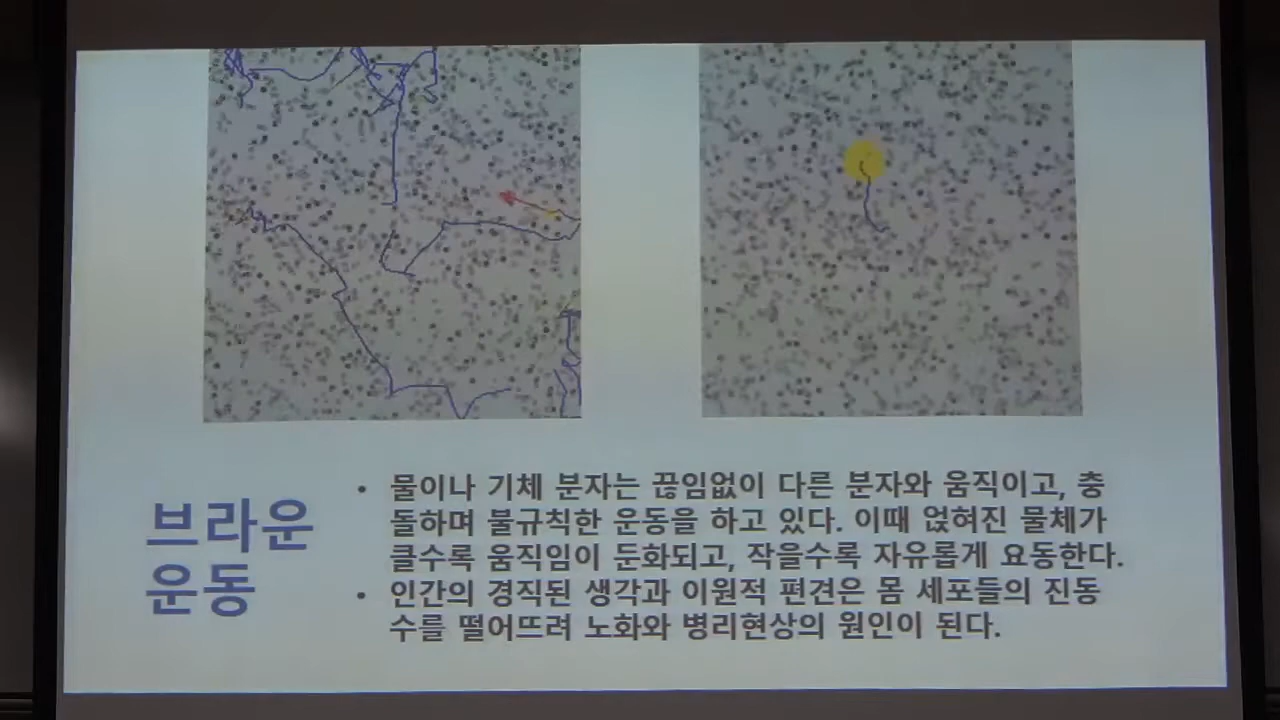 브라운
운동
• 물이나 기체 분자는 끊임없이 다른 분자와 움직이고, 충
돌하며 불규칙한 운동을 하고 있다. 이때 얹혀진 물체가
클수록 움직임이 둔화되고, 작을수록 자유롭게 요동한다.
• 인간의 경직된 생각과 이원적 편견은 몸 세포들의 진동
수를 떨어뜨려 노화와 병리현상의 원인이 된다.